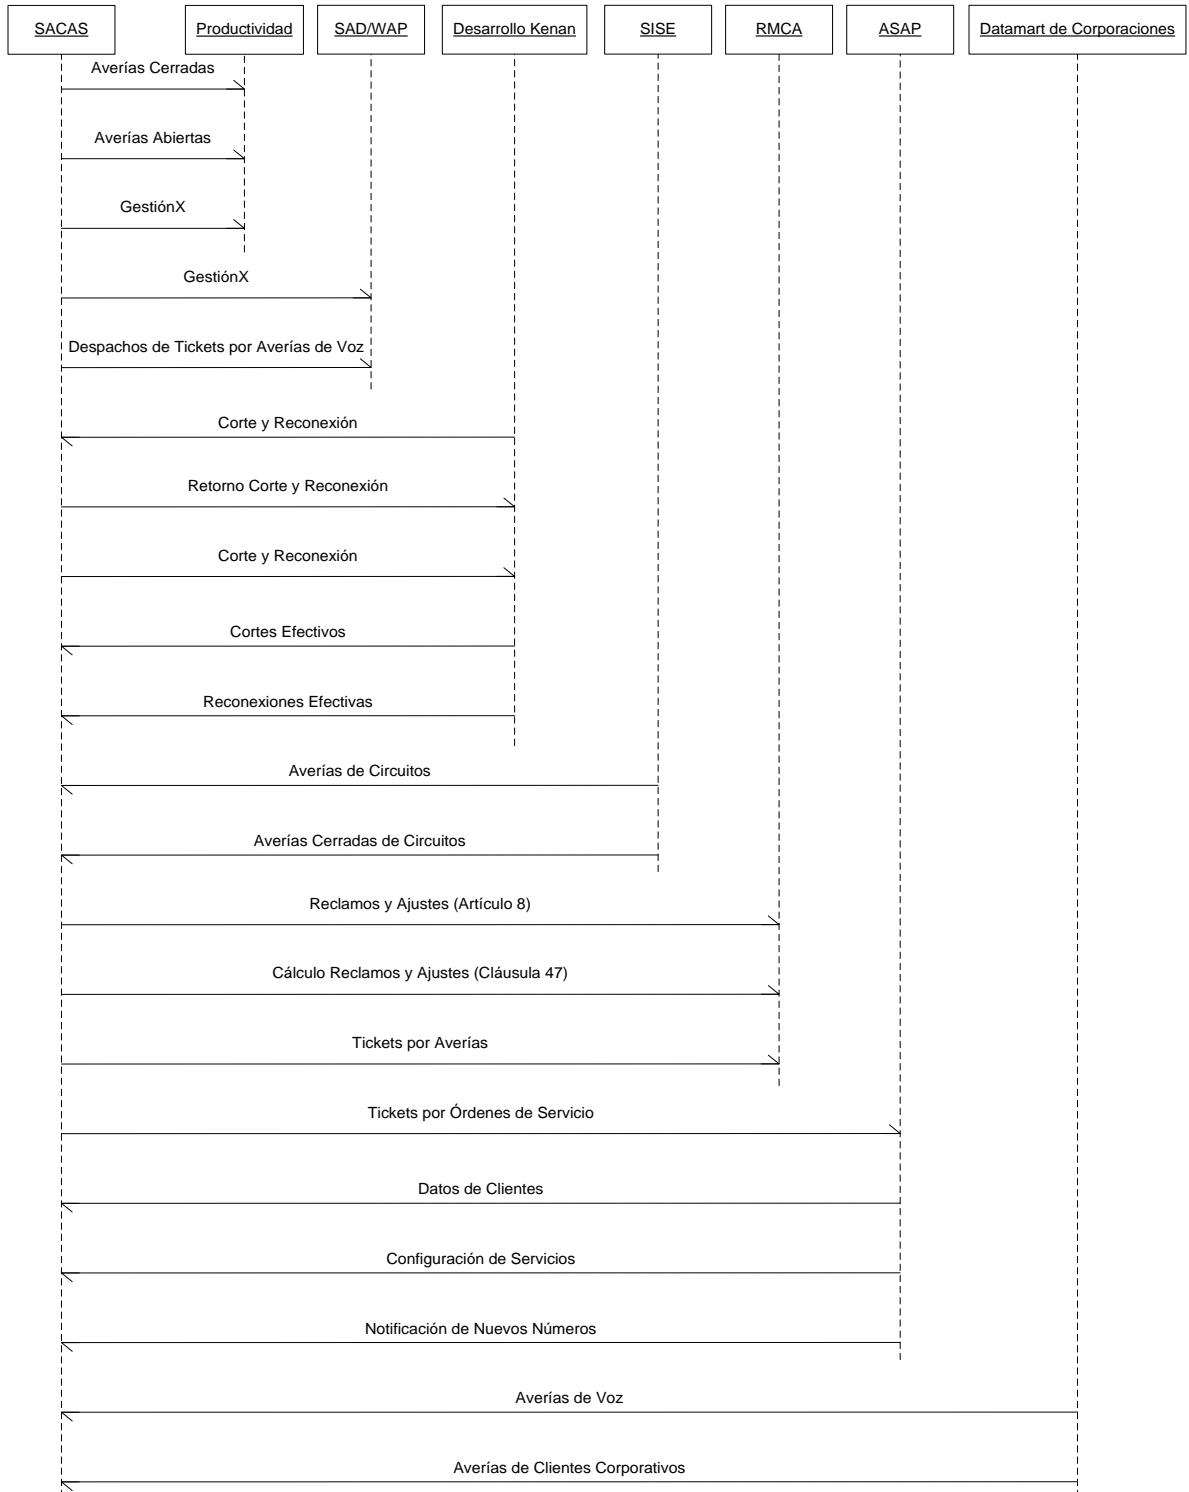 SACAS
Productividad
SAD/WAP
Desarrollo Kenan
SISE
RMCA
ASAP
Datamart de Corporaciones
Averías Cerradas
Averías Abiertas
GestiónX
GestiónX
Despachos de Tickets por Averías de Voz
Corte y Reconexión
Retorno Corte y Reconexión
Corte y Reconexión
Cortes Efectivos
Reconexiones Efectivas
Averías de Circuitos
Averías Cerradas de Circuitos
Reclamos y Ajustes (Artículo 8)
Cálculo Reclamos y Ajustes (Cláusula 47)
Tickets por Averías
Tickets por Órdenes de Servicio
Datos de Clientes
Configuración de Servicios
Notificación de Nuevos Números
Averías de Voz
Averías de Clientes Corporativos